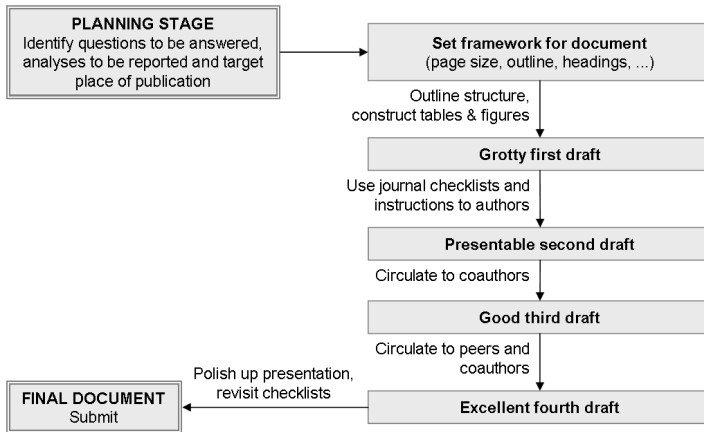 PLANNING STAGE
Identify questions to be answered,
analyses to be reported and target
place of publication
Set framework for document
(page size, outline, headings, ...)
Outline structure,
construct tables & figures
Grotty first draft
Use journal checklists and
instructions to authors
Presentable second draft
Circulate to coauthors
Good third draft
Circulate to peers and
coauthors
Excellent fourth draft
Polish up presentation,
revisit checklists
FINAL DOCUMENT
Submit